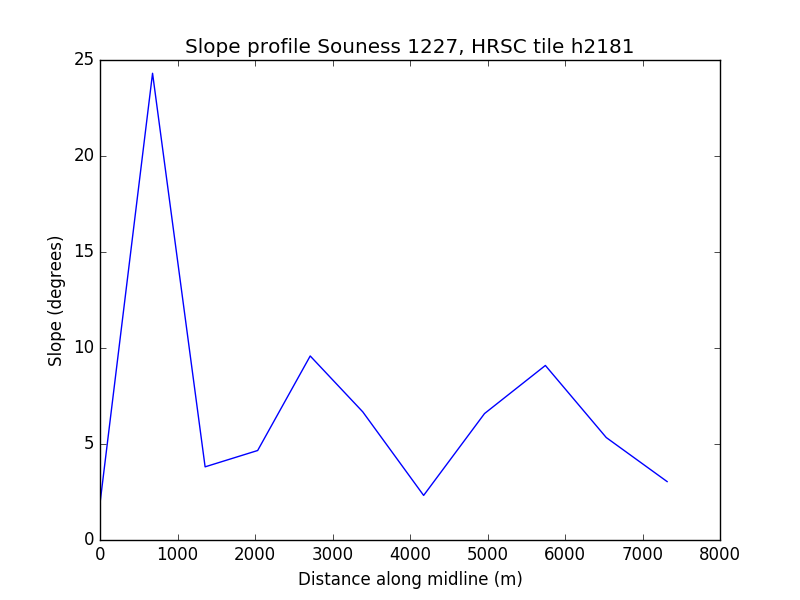 Slope profile Souness 1227, HRSC tile h2181
25
20
15
10
5
0
Slope (degrees)
0 1000 2000 3000 4000 5000 6000 7000 8000
Distance along midline (m)